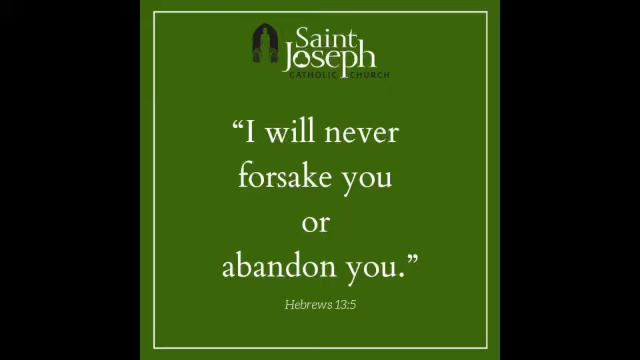 Saint
Joseph
CATHOLIC CHURCH
“I will never
forsake you
or
abandon you.”
Hebrews 13:5